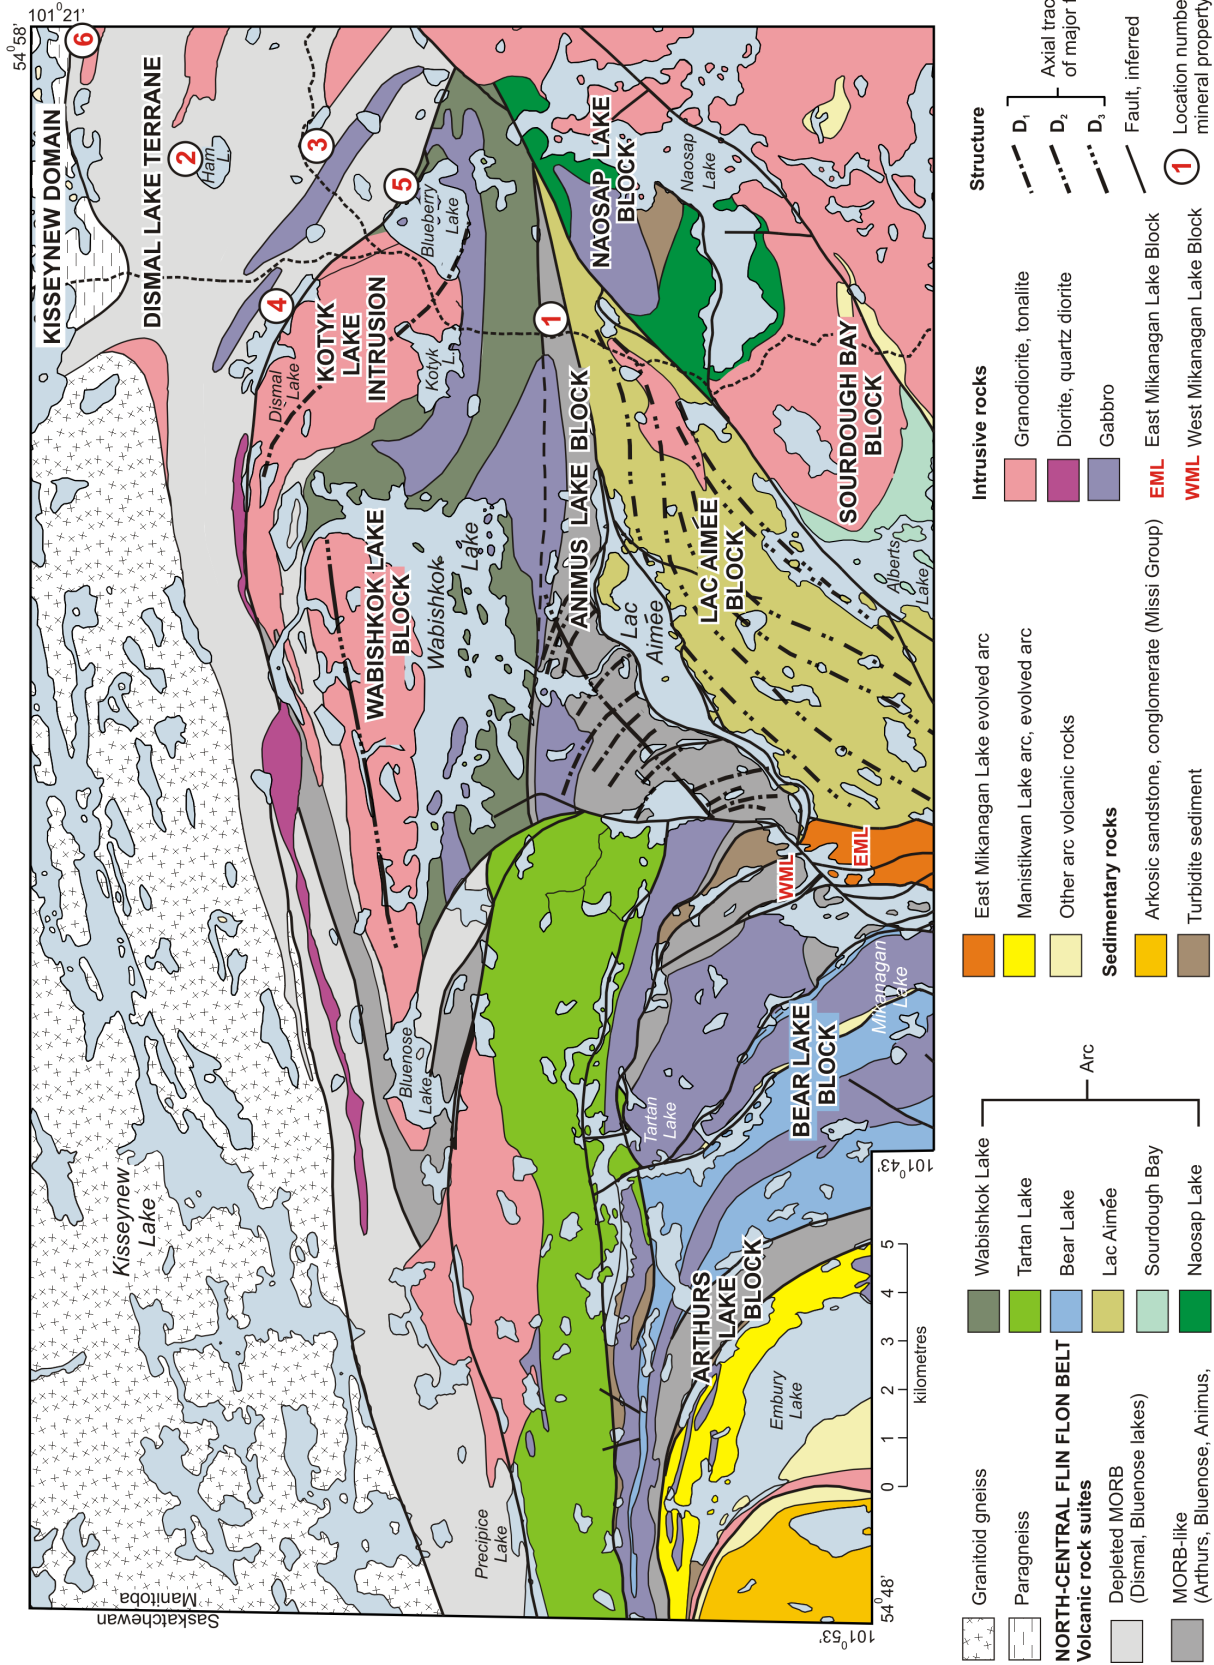 54°58'
101°21'
KISSEYNEW DOMAIN
6
DISMAL LAKE TERRANE
2
Ham
L.
3
5
4
1
Blueberry
Lake
KOTYK
LAKE
INTRUSION
Kotyk
L.
Dismal
Lake
NAOSAP LAKE
BLOCK
Naosap
Lake
ANIMUS LAKE BLOCK
SOURDOUGH BAY
BLOCK
WABISHKOK LAKE
BLOCK
Wabishkok
Lake
Lac
Aimée
LAC AIMÉE
BLOCK
Alberts
Lake
WML
EML
Kisseynew
Lake
Bluenose
Lake
Tartan
Lake
Mikanagan
Lake
BEAR LAKE
BLOCK
101°43'
ARTHURS
LAKE
BLOCK
Embury
Lake
Precipice
Lake
Saskatchewan
Manitoba
54°48'
101°53'
0 1 2 3 4 5
kilometres
Granitoid gneiss
Paragneiss
NORTH-CENTRAL FLIN FLON BELT
Volcanic rock suites
Depleted MORB
(Dismal, Bluenose lakes)
MORB-like
(Arthurs, Bluenose, Animus,
Wabishkok Lake
Tartan Lake
Bear Lake
Lac Aimée
Sourdough Bay
Naosap Lake
Arc
East Mikanagan Lake evolved arc
Manistikwan Lake arc, evolved arc
Other arc volcanic rocks
Sedimentary rocks
Arkosic sandstone, conglomerate (Missi Group)
Turbidite sediment
Intrusive rocks
Granodiorite, tonalite
Diorite, quartz diorite
Gabbro
EML East Mikanagan Lake Block
WML West Mikanagan Lake Block
Structure
D1
D2
D3
Axial trac
of major f
Fault, inferred
1
Location numbe
mineral property